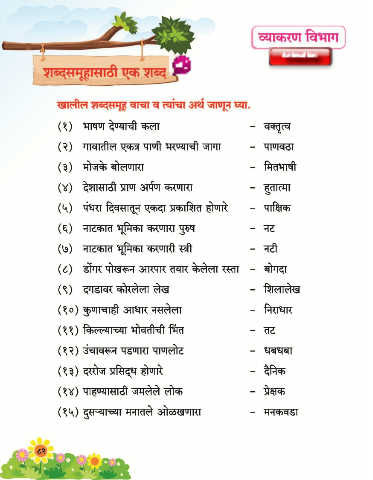 व्याकरण विभाग
शब्दसमूहासाठी एक शब्द
खालील शब्दसमूह वाचा व त्यांचा अर्थ जाणून घ्या.
(१) भाषण देण्याची कला - वक्तृत्व
(२) गावातील एकत्र पाणी भरण्याची जागा - पाणवठा
(३) मोजके बोलणारा - मितभाषी
(४) देशासाठी प्राण अर्पण करणारा - हुतात्मा
(५) पंधरा दिवसातून एकदा प्रकाशित होणारे - पाक्षिक
(६) नाटकात भूमिका करणारा पुरुष - नट
(७) नाटकात भूमिका करणारी स्त्री - नटी
(८) डोंगर पोखरून आरपार तयार केलेला रस्ता - बोगदा
(९) दगडावर कोरलेला लेख - शिलालेख
(१०) कुणाचाही आधार नसलेला - निराधार
(११) किल्ल्याच्या भोवतीची भिंत - तट
(१२) उंचावरून पडणारा पाणलोट - धबधबा
(१३) दररोज प्रसिद्ध होणारे - दैनिक
(१४) पाहण्यासाठी जमलेले लोक - प्रेक्षक
(१५) दुसऱ्याच्या मनातले ओळखणारा - मनकवडा